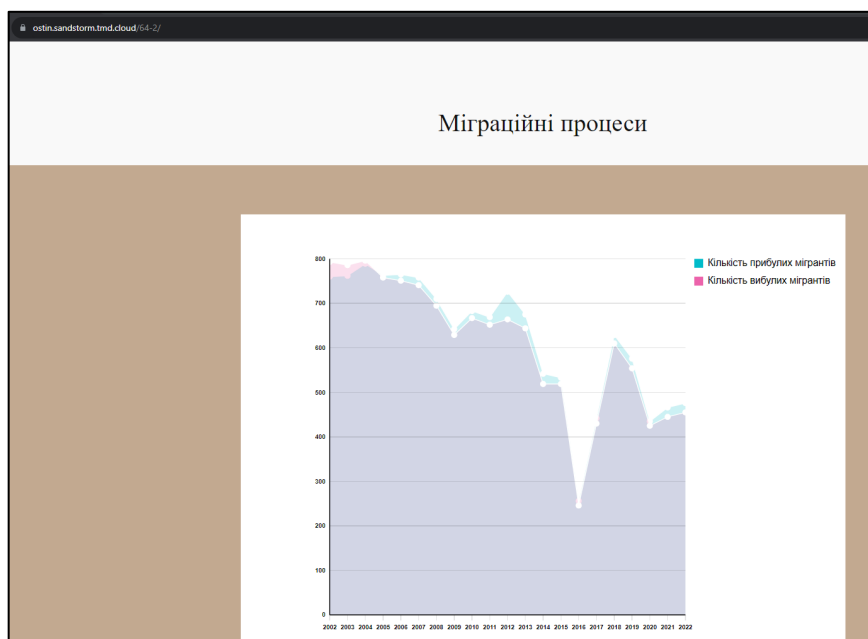 ostin.sandstorm.tmd.cloud/64-2/
Міграційні процеси
Кількість прибулих мігрантів
Кількість вибулих мігрантів
800
700
600
500
400
300
200
100
0
2002 2003 2004 2005 2006 2007 2008 2009 2010 2011 2012 2013 2014 2015 2016 2017 2018 2019 2020 2021 2022